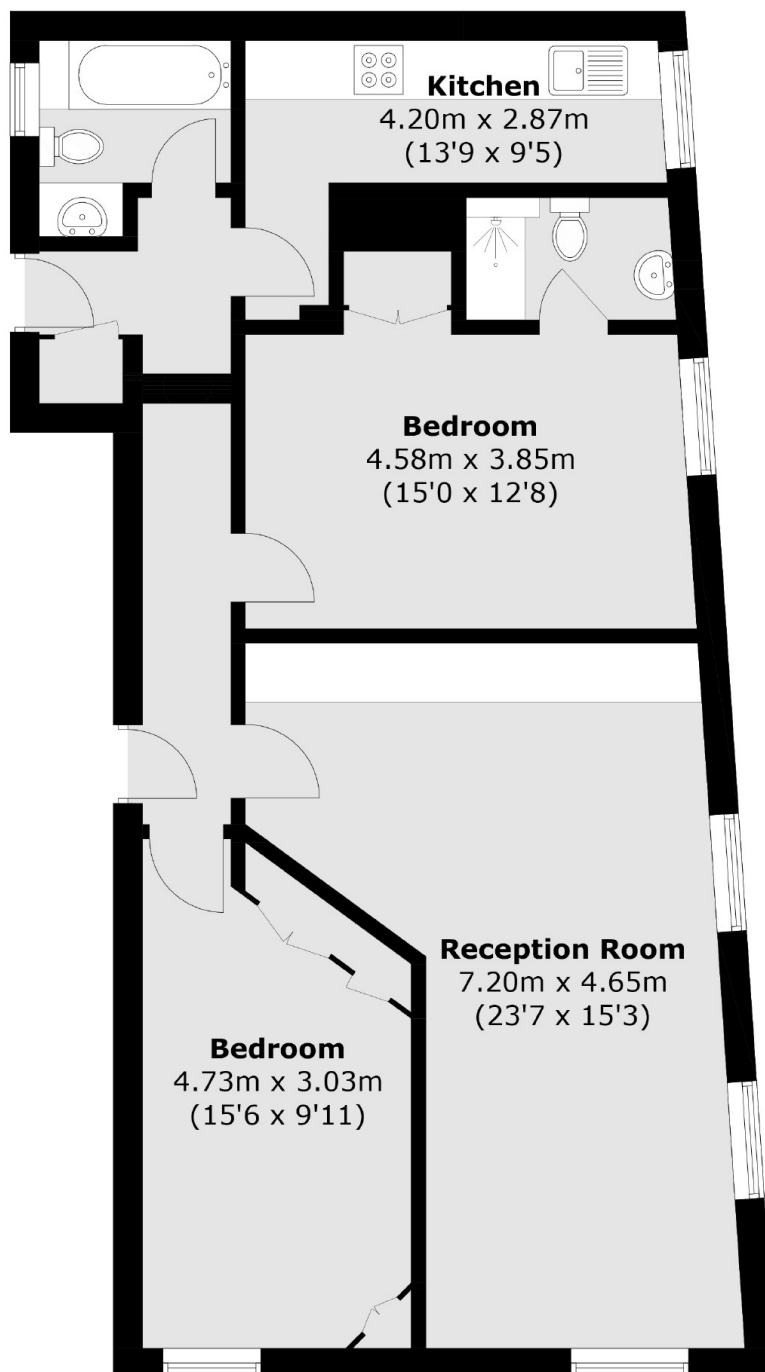 Kitchen
4.20m x 2.87m
(13'9 x 9'5)
Bedroom
4.58m x 3.85m
(15'0 x 12'8)
Reception Room
7.20m x 4.65m
(23'7 x 15'3)
Bedroom
4.73m x 3.03m
(15'6 x 9'11)